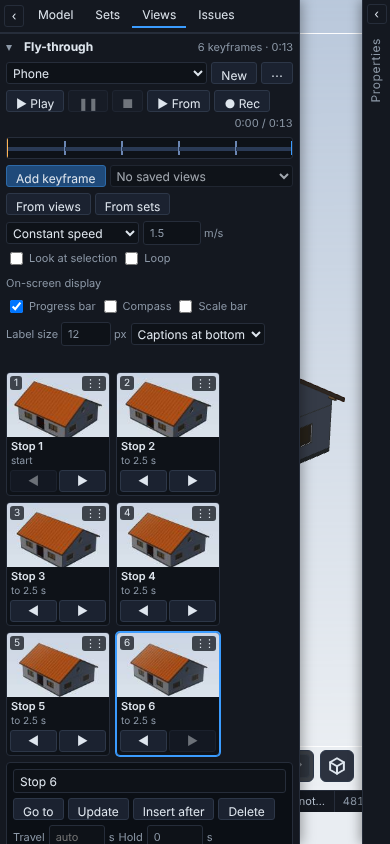 Model Sets Views Issues
Fly-through 6 keyframes · 0:13
Phone New ...
Play From Rec
0:00 / 0:13
Add keyframe No saved views
From views From sets
Constant speed 1.5 m/s
Look at selection Loop
On-screen display
Progress bar Compass Scale bar
Label size 12 px Captions at bottom
1 2
Stop 1 Stop 2
start to 2.5 s
3 4
Stop 3 Stop 4
to 2.5 s to 2.5 s
5 6
Stop 5 Stop 6
to 2.5 s to 2.5 s
Stop 6
Go to Update Insert after Delete
Travel auto s Hold 0 s
Properties
not... 481